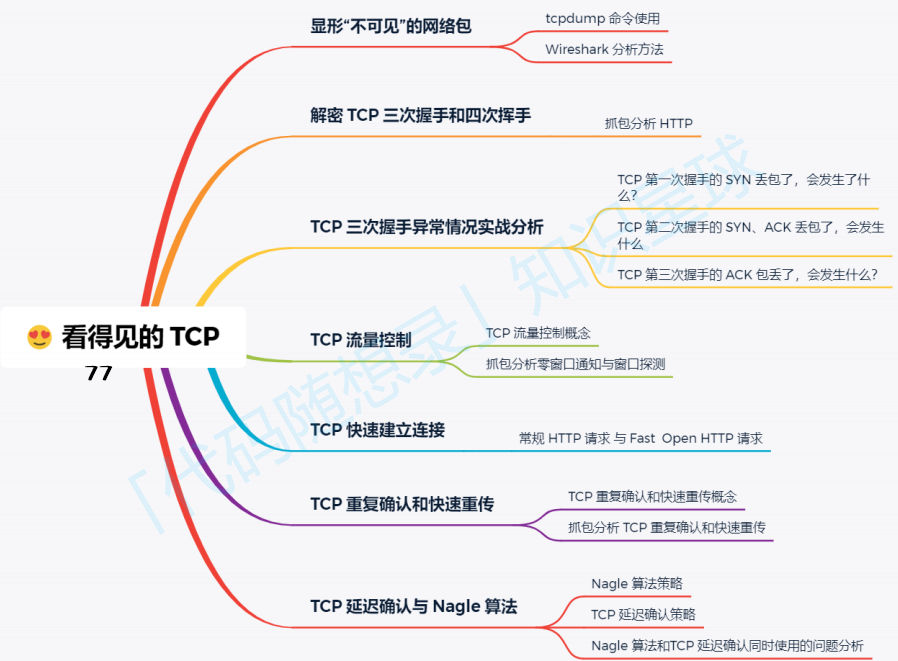 显形“不可见”的网络包
tcpdump 命令使用
Wireshark 分析方法
解密 TCP 三次握手和四次挥手
抓包分析 HTTP
TCP 三次握手异常情况实战分析
TCP 第一次握手的 SYN 丢包了，会发生了什
么？
TCP 第二次握手的 SYN、ACK 丢包了，会发生
什么
TCP 第三次握手的 ACK 包丢了，会发生什么？
😍 看得见的 TCP
77
TCP 流量控制
TCP 流量控制概念
抓包分析零窗口通知与窗口探测
TCP 快速建立连接
常规 HTTP 请求 与 Fast  Open HTTP 请求
TCP 重复确认和快速重传
TCP 重复确认和快速重传概念
抓包分析 TCP 重复确认和快速重传
TCP 延迟确认与 Nagle 算法
Nagle 算法策略
TCP 延迟确认策略
Nagle 算法和TCP 延迟确认同时使用的问题分析
「代码随想录」知识星球